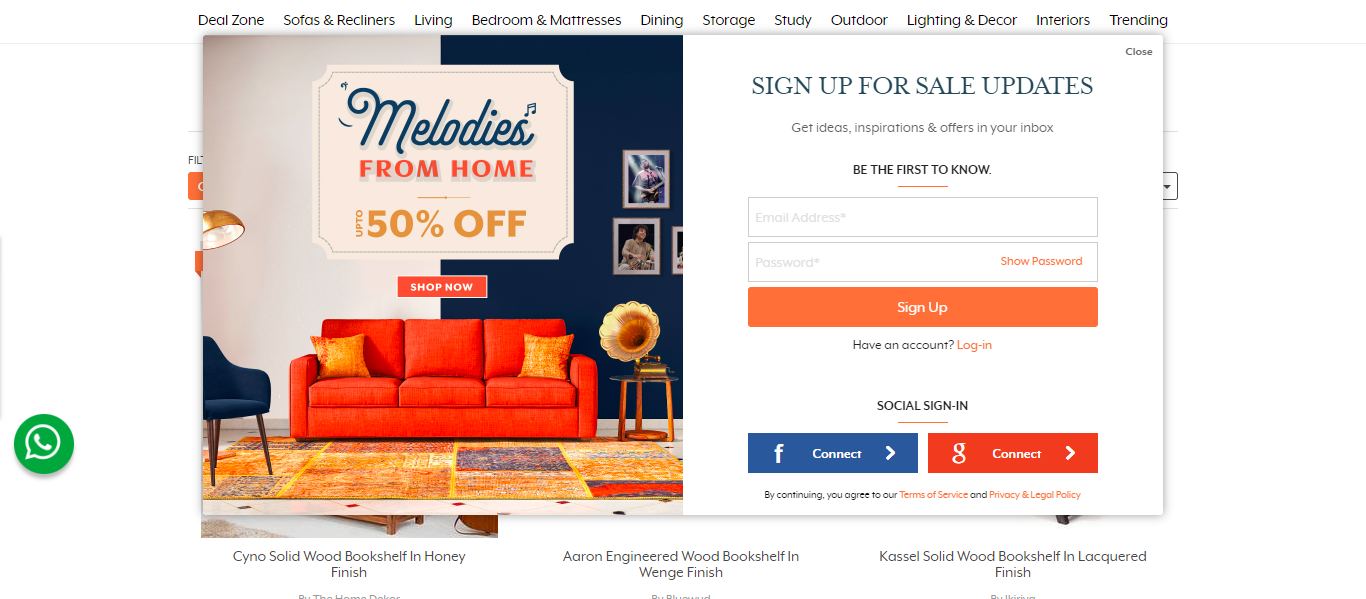 Deal Zone Sofas & Recliners Living Bedroom & Mattresses Dining Storage Study Outdoor Lighting & Decor Interiors Trending
Close
Melodies
FROM HOME
UPTO 50% OFF
SHOP NOW
SIGN UP FOR SALE UPDATES
Get ideas, inspirations & offers in your inbox
BE THE FIRST TO KNOW.
Email Address*
Password* Show Password
Sign Up
Have an account? Log-in
SOCIAL SIGN-IN
f Connect
g Connect
By continuing, you agree to our Terms of Service and Privacy & Legal Policy
Cyno Solid Wood Bookshelf In Honey
Finish
Aaron Engineered Wood Bookshelf In
Wenge Finish
Kassel Solid Wood Bookshelf In Lacquered
Finish
By The Home Dekor
By Bluewud
By Ikiriya